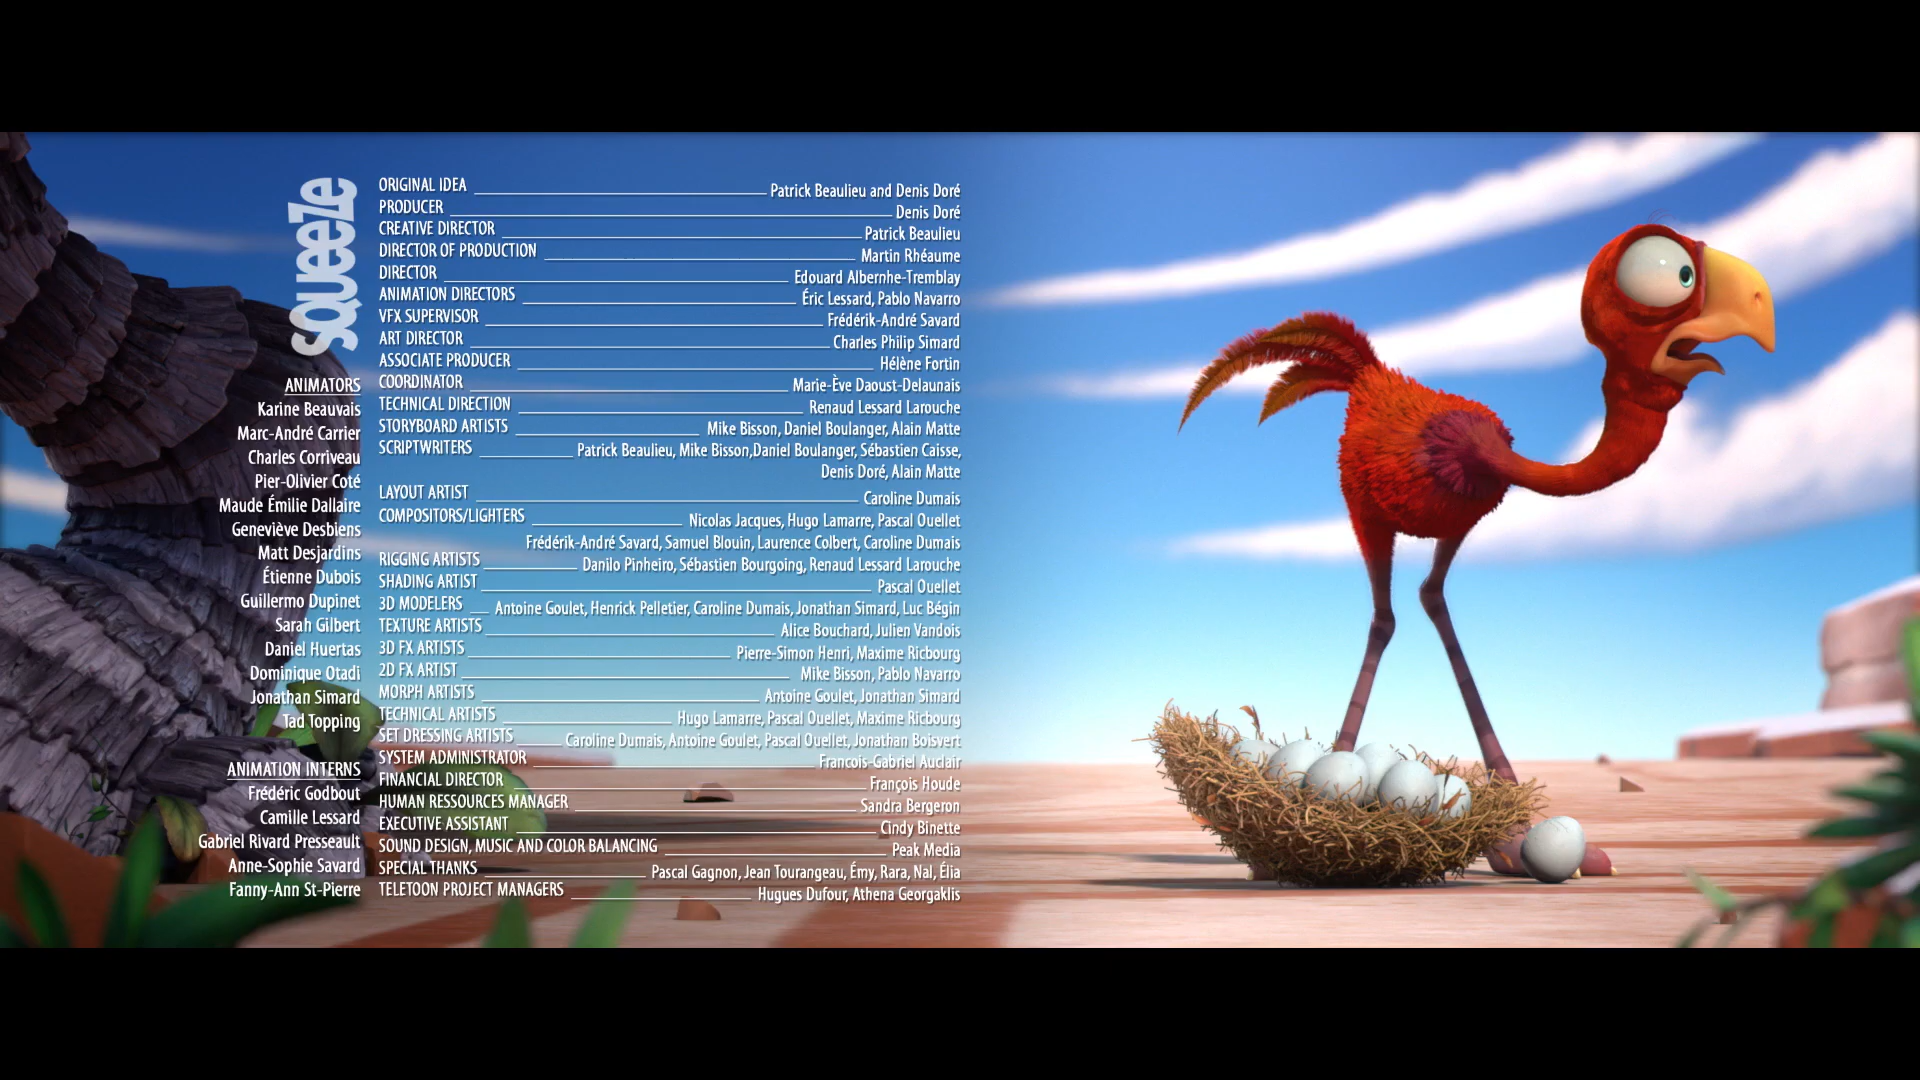 squeeze
ANIMATORS
Karine Beauvais
Marc-André Carrier
Charles Corriveau
Pier-Olivier Coté
Maude Émilie Dallaire
Geneviève Desbiens
Matt Desjardins
Étienne Dubois
Guillermo Dupinet
Sarah Gilbert
Daniel Huertas
Dominique Otadi
Jonathan Simard
Tad Topping
ANIMATION INTERNS
Frédéric Godbout
Camille Lessard
Gabriel Rivard Presseault
Anne-Sophie Savard
Fanny-Ann St-Pierre
ORIGINAL IDEA Patrick Beaulieu and Denis Doré
PRODUCER Denis Doré
CREATIVE DIRECTOR Patrick Beaulieu
DIRECTOR OF PRODUCTION Martin Rhéaume
DIRECTOR Edouard Albernhe-Tremblay
ANIMATION DIRECTORS Éric Lessard, Pablo Navarro
VFX SUPERVISOR Frédérik-André Savard
ART DIRECTOR Charles Philip Simard
ASSOCIATE PRODUCER Hélène Fortin
COORDINATOR Marie-Ève Daoust-Delaunais
TECHNICAL DIRECTION Renaud Lessard Larouche
STORYBOARD ARTISTS Mike Bisson, Daniel Boulanger, Alain Matte
SCRIPTWRITERS Patrick Beaulieu, Mike Bisson,Daniel Boulanger, Sébastien Caisse,
Denis Doré, Alain Matte
LAYOUT ARTIST Caroline Dumais
COMPOSITORS/LIGHTERS Nicolas Jacques, Hugo Lamarre, Pascal Ouellet
Frédérik-André Savard, Samuel Blouin, Laurence Colbert, Caroline Dumais
RIGGING ARTISTS Danilo Pinheiro, Sébastien Bourgoing, Renaud Lessard Larouche
SHADING ARTIST Pascal Ouellet
3D MODELERS Antoine Goulet, Henrick Pelletier, Caroline Dumais, Jonathan Simard, Luc Bégin
TEXTURE ARTISTS Alice Bouchard, Julien Vandois
3D FX ARTISTS Pierre-Simon Henri, Maxime Ricbourg
2D FX ARTIST Mike Bisson, Pablo Navarro
MORPH ARTISTS Antoine Goulet, Jonathan Simard
TECHNICAL ARTISTS Hugo Lamarre, Pascal Ouellet, Maxime Ricbourg
SET DRESSING ARTISTS Caroline Dumais, Antoine Goulet, Pascal Ouellet, Jonathan Boisvert
SYSTEM ADMINISTRATOR Francois-Gabriel Auclair
FINANCIAL DIRECTOR François Houde
HUMAN RESSOURCES MANAGER Sandra Bergeron
EXECUTIVE ASSISTANT Cindy Binette
SOUND DESIGN, MUSIC AND COLOR BALANCING Peak Media
SPECIAL THANKS Pascal Gagnon, Jean Tourangeau, Émy, Rara, Nal, Élia
TELETOON PROJECT MANAGERS Hugues Dufour, Athena Georgaklis